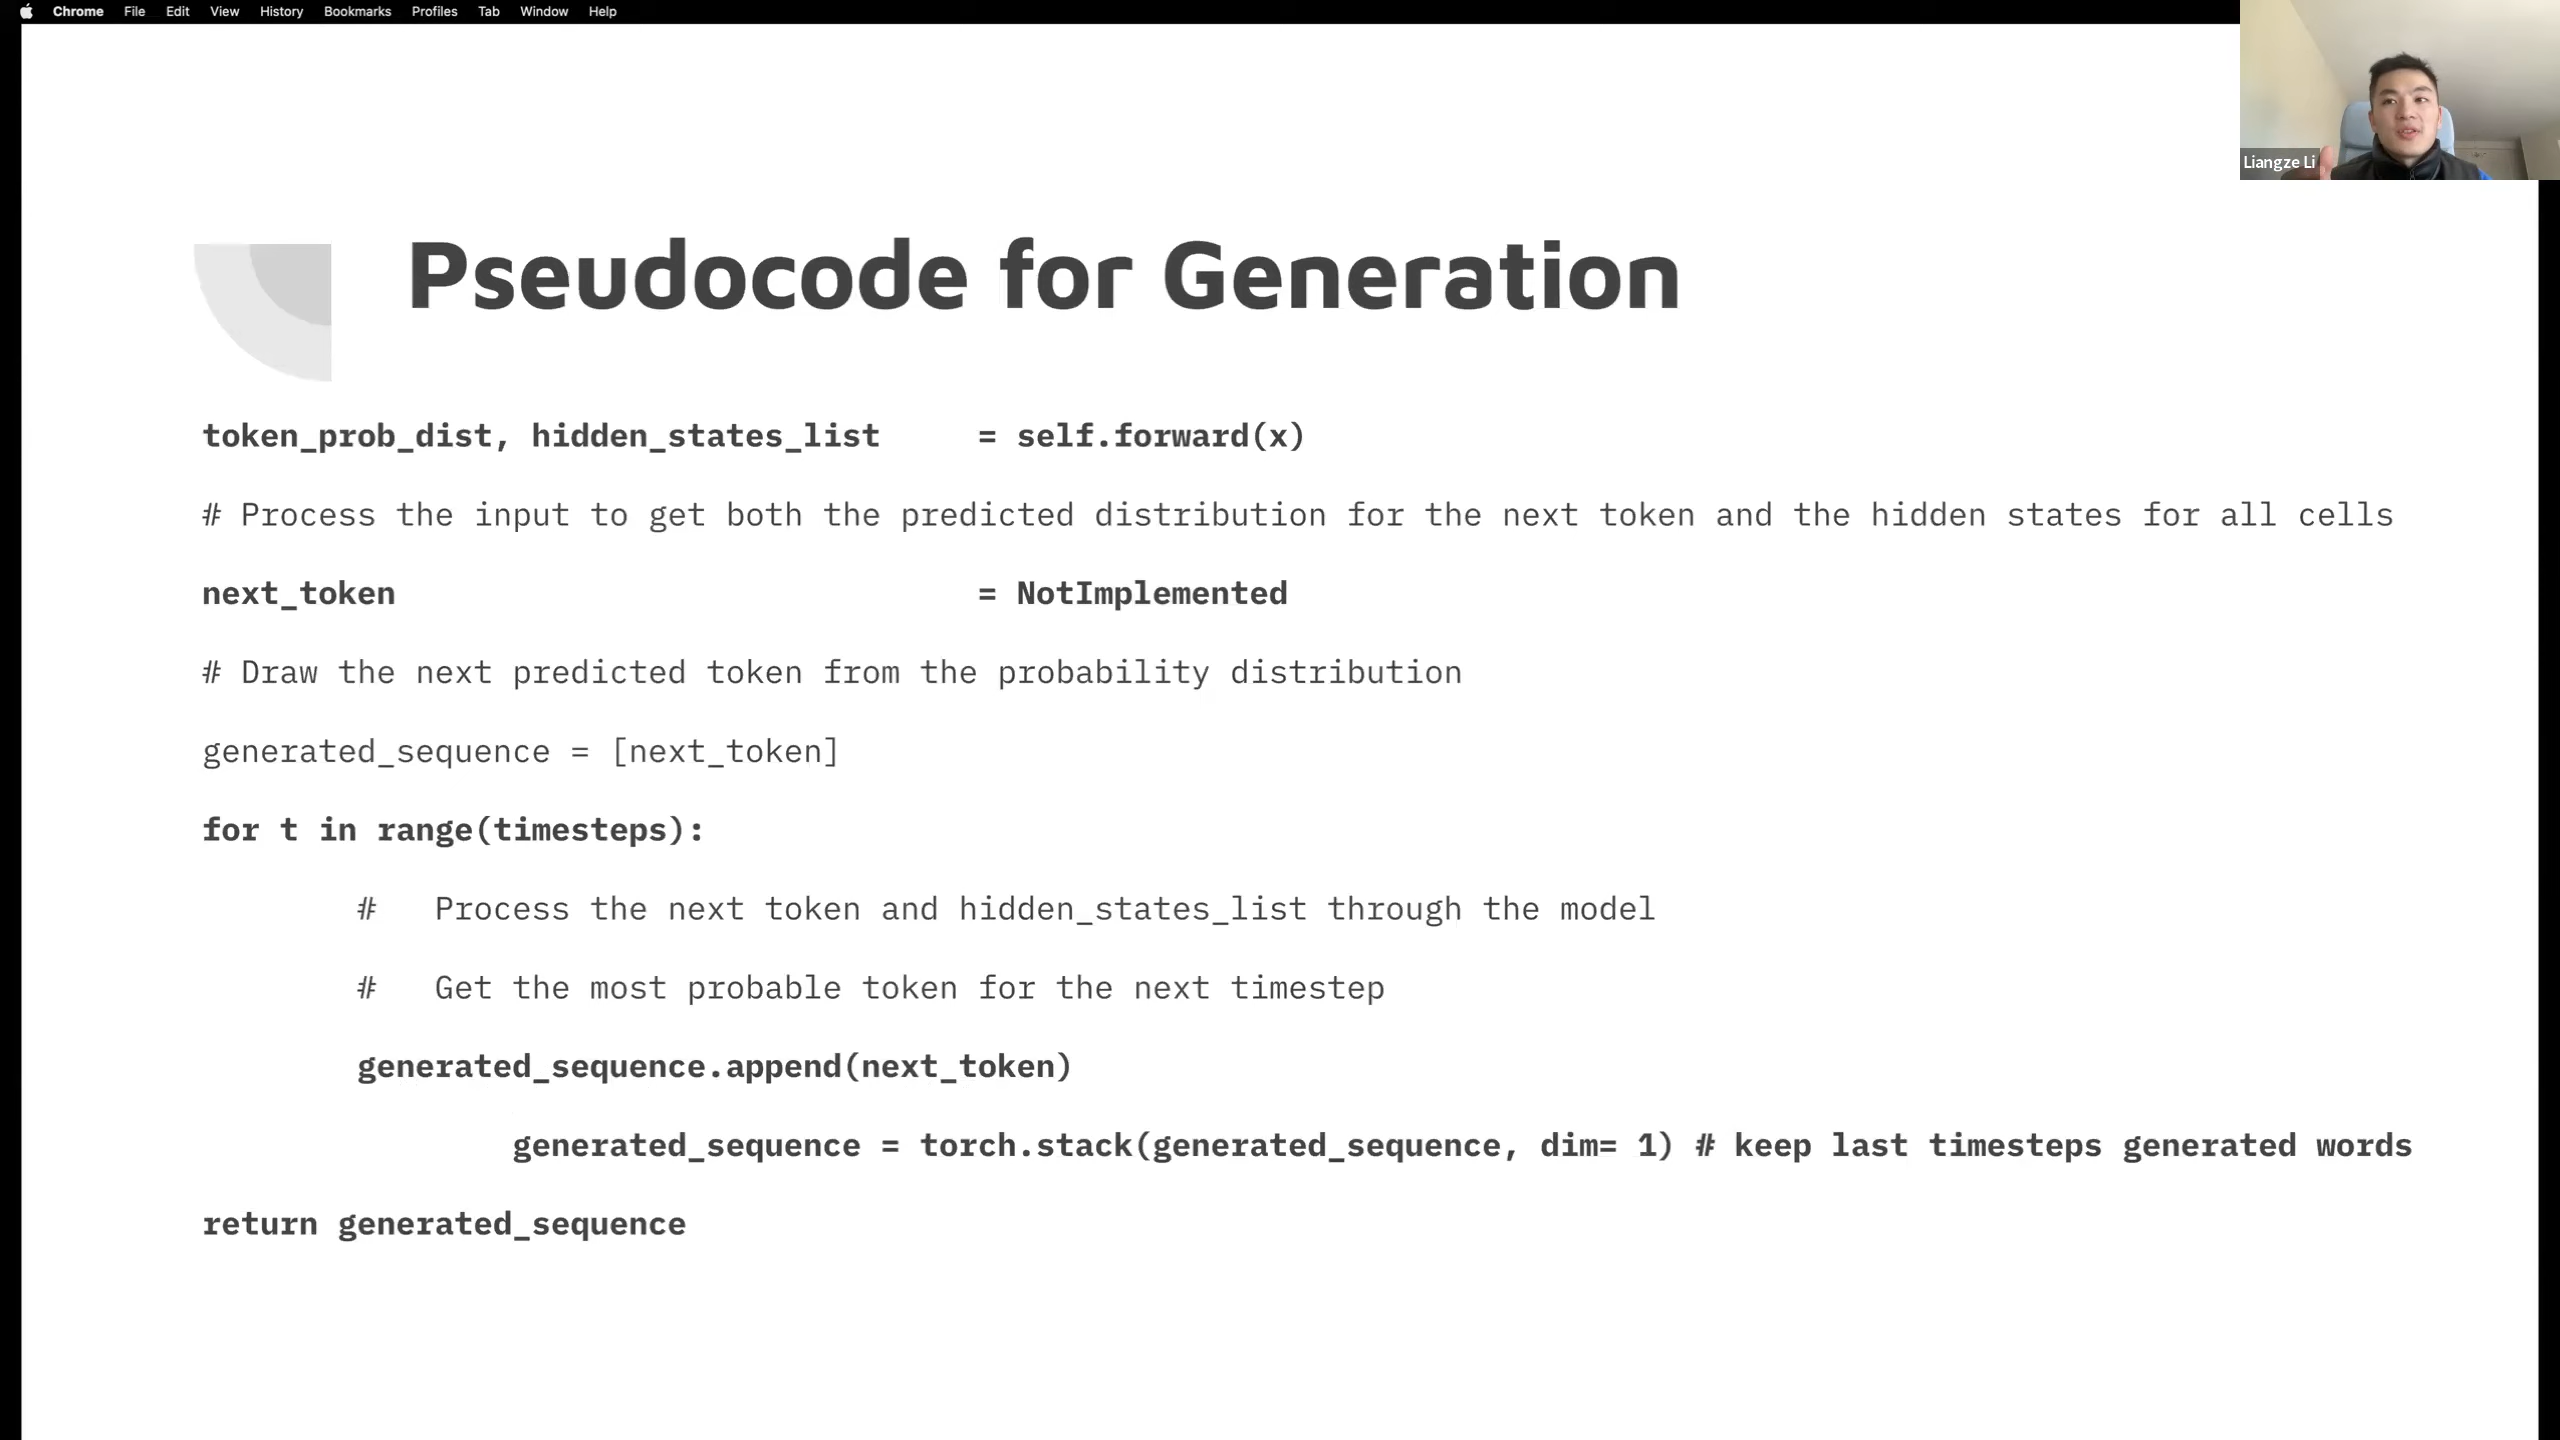 Chrome File Edit View History Bookmarks Profiles Tab Window Help
Liangze Li
Pseudocode for Generation
token_prob_dist, hidden_states_list = self.forward(x)
# Process the input to get both the predicted distribution for the next token and the hidden states for all cells
next_token = NotImplemented
# Draw the next predicted token from the probability distribution
generated_sequence = [next_token]
for t in range(timesteps):
# Process the next token and hidden_states_list through the model
# Get the most probable token for the next timestep
generated_sequence.append(next_token)
generated_sequence = torch.stack(generated_sequence, dim= 1) # keep last timesteps generated words
return generated_sequence